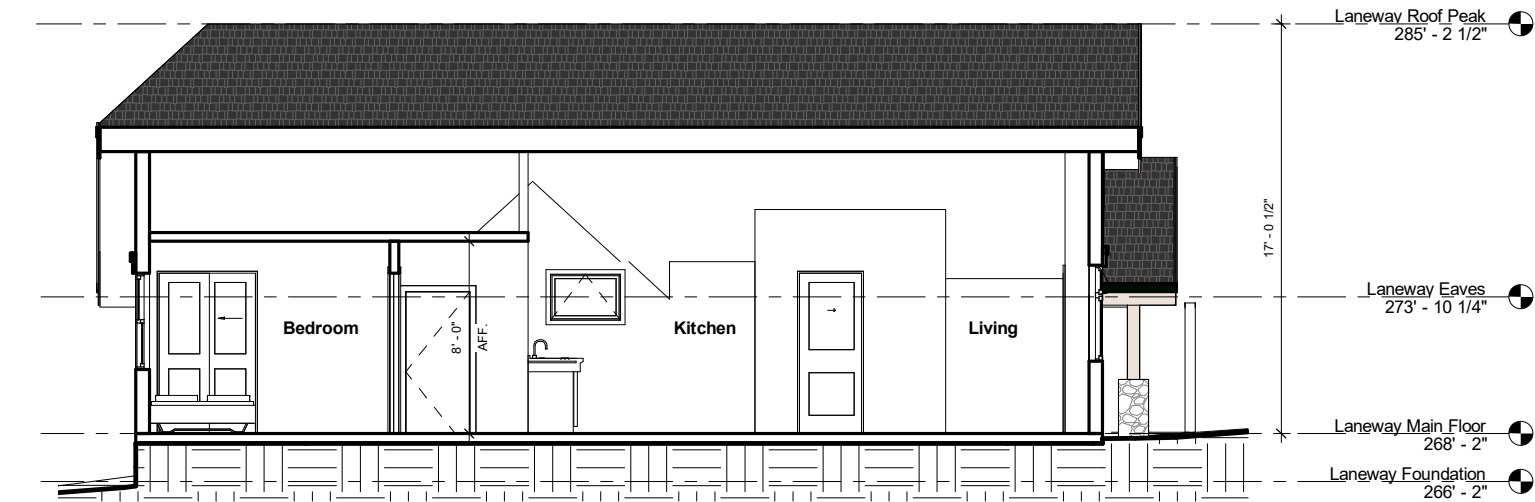 Laneway Roof Peak
285' - 2 1/2"
17' - 0 1/2"
Laneway Eaves
273' - 10 1/4"
Bedroom
8' - 0"
AFF.
Kitchen
Living
Laneway Main Floor
268' - 2"
Laneway Foundation
266' - 2"